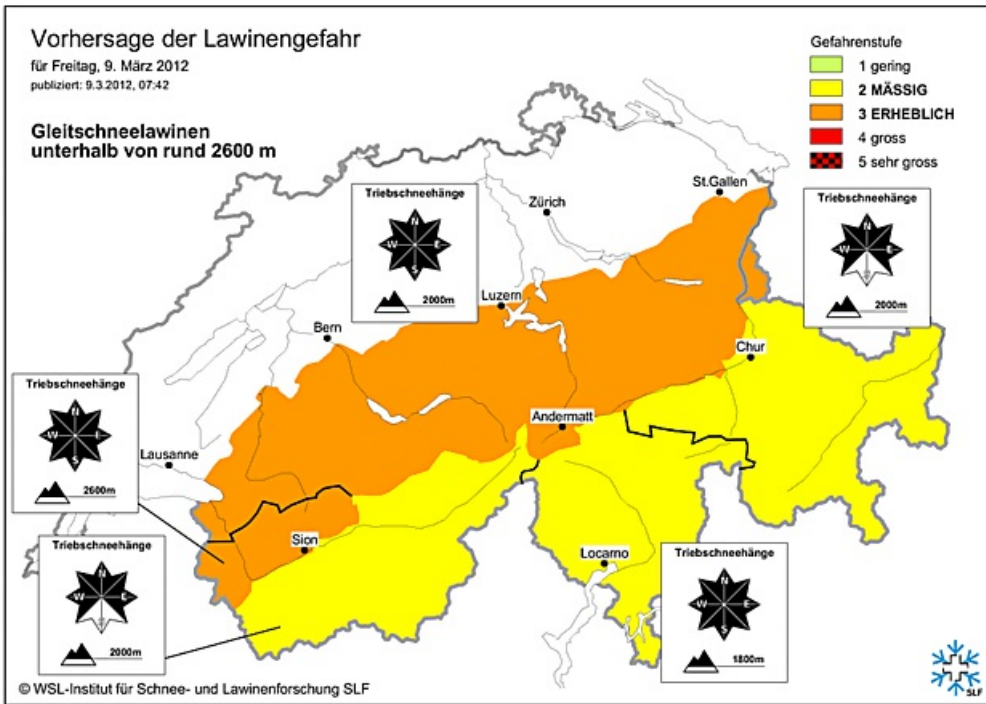 Vorhersage der Lawinengefahr
für Freitag, 9. März 2012
publiziert: 9.3.2012, 07:42
Gleitschneelawinen
unterhalb von rund 2600 m
Gefahrenstufe
1 gering
2 MÄSSIG
3 ERHEBLICH
4 gross
5 sehr gross
Triebschneehänge
N
W E
S
2000m
Zürich
St.Gallen
Triebschneehänge
N
W E
S
2000m
Luzern
Bern
Chur
Triebschneehänge
N
W E
S
2600m
Andermatt
Lausanne
Sion
Locarno
Triebschneehänge
N
W E
S
2000m
Triebschneehänge
N
W E
S
1800m
© WSL-Institut für Schnee- und Lawinenforschung SLF
SLF